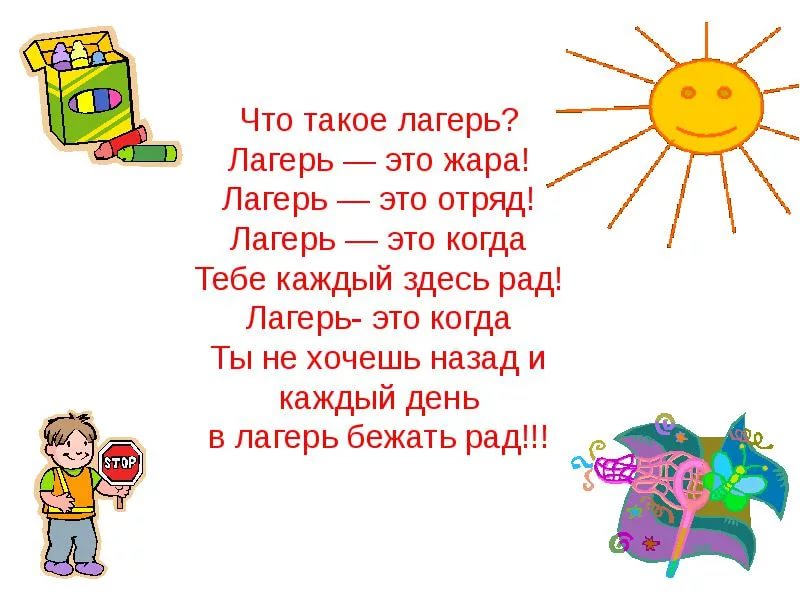 Что такое лагерь?
Лагерь — это жара!
Лагерь — это отряд!
Лагерь — это когда
Тебе каждый здесь рад!
Лагерь- это когда
Ты не хочешь назад и
каждый день
в лагерь бежать рад!!!
STOP